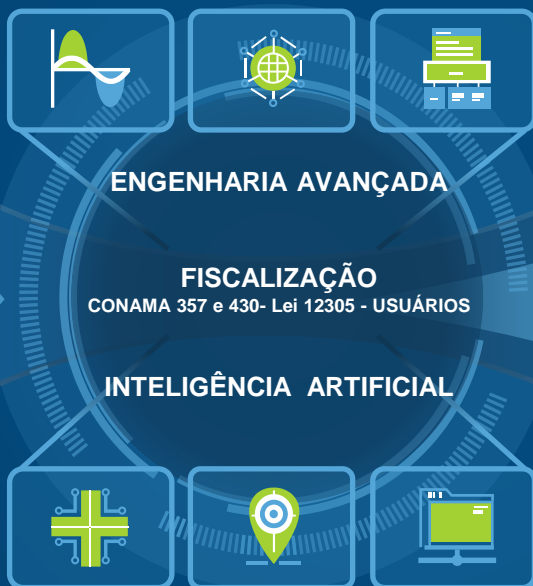 ENGENHARIA AVANÇADA
FISCALIZAÇÃO
CONAMA 357 e 430- Lei 12305 - USUÁRIOS
INTELIGÊNCIA ARTIFICIAL